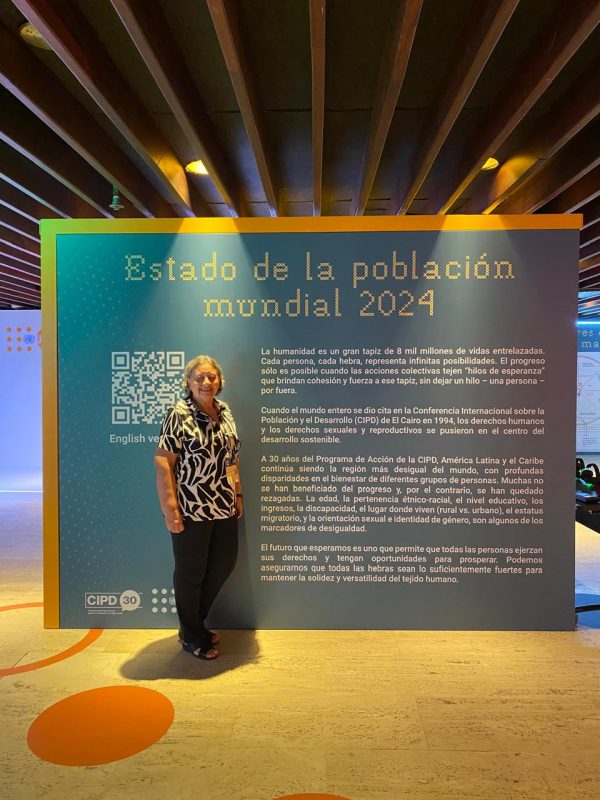 Estado de la población
mundial 2024
La humanidad es un gran tapiz de 8 mil millones de vidas entrelazadas.
Cada persona, cada hebra, representa infinitas posibilidades. El progreso
sólo es posible cuando las acciones colectivas tejen “hilos de esperanza”
que brindan cohesión y fuerza a ese tapiz, sin dejar un hilo – una persona –
por fuera.
Cuando el mundo entero se dio cita en la Conferencia Internacional sobre la
Población y el Desarrollo (CIPD) de El Cairo en 1994, los derechos humanos
y los derechos sexuales y reproductivos se pusieron en el centro del
desarrollo sostenible.
A 30 años del Programa de Acción de la CIPD, América Latina y el Caribe
continúa siendo la región más desigual del mundo, con profundas
disparidades en el bienestar de diferentes grupos de personas. Muchas
no se han beneficiado del progreso y, por el contrario, se han quedado
rezagadas. La edad, la pertenencia étnico-racial, el nivel educativo, los
ingresos, la discapacidad, el lugar donde viven (rural vs. urbano), el estatus
migratorio, y la orientación sexual e identidad de género, son algunos de los
marcadores de desigualdad.
El futuro que esperamos es uno que permite que todas las personas ejerzan
sus derechos y tengan oportunidades para prosperar. Podemos
asegurarnos que todas las hebras sean lo suficientemente fuertes para
mantener la solidez y versatilidad del tejido humano.
English ve
CIPD 30